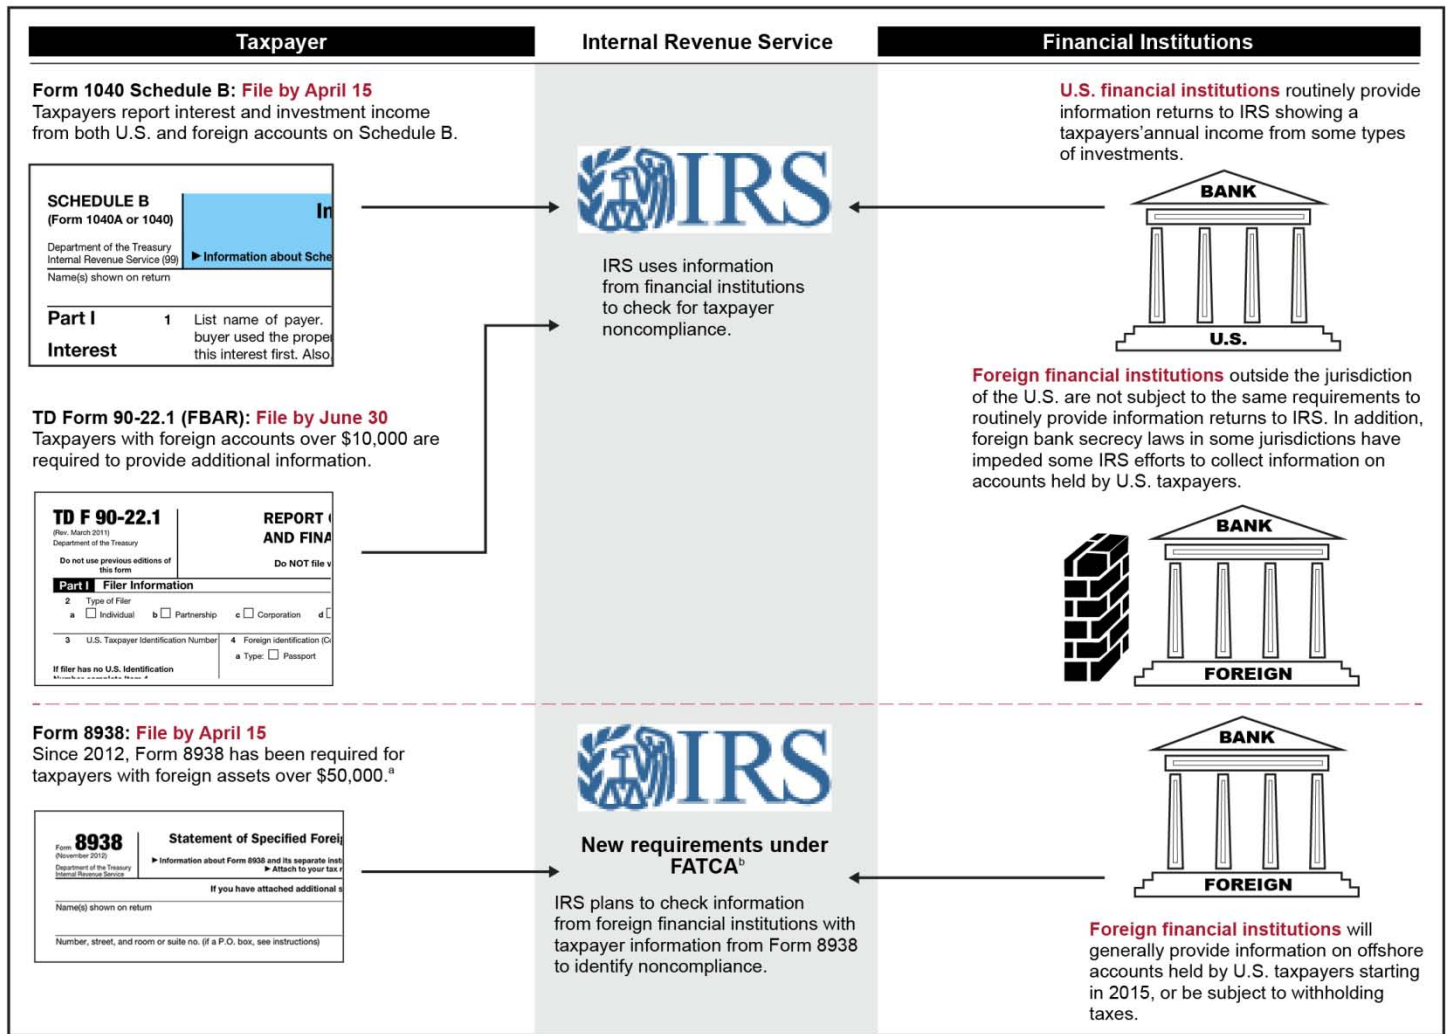 Taxpayer
Internal Revenue Service
Financial Institutions
Form 1040 Schedule B: File by April 15
Taxpayers report interest and investment income
from both U.S. and foreign accounts on Schedule B.
SCHEDULE B
(Form 1040A or 1040)
Department of the Treasury
Internal Revenue Service (99)
In
▶ Information about Sche
Name(s) shown on return
Part I
Interest
1 List name of payer.
buyer used the proper
this interest first. Also,
TD Form 90-22.1 (FBAR): File by June 30
Taxpayers with foreign accounts over $10,000 are
required to provide additional information.
TD F 90-22.1
(Rev. March 2011)
Department of the Treasury
Do not use previous editions of
this form
REPORT
AND FINA
Do NOT file
Part I Filer Information
2 Type of Filer
a Individual b Partnership c Corporation d
3 U.S. Taxpayer Identification Number
4 Foreign identification
a Type: Passport
If filer has no U.S. Identification
Form 8938: File by April 15
Since 2012, Form 8938 has been required for
taxpayers with foreign assets over $50,000.a
Form 8938
(November 2012)
Department of the Treasury
Internal Revenue Service
Statement of Specified Foreig
▶ Information about Form 8938 and its separate inst
▶ Attach to your tax
If you have attached additional s
Name(s) shown on return
Number, street, and room or suite no. (if a P.O. box, see instructions)
IRS
IRS uses information
from financial institutions
to check for taxpayer
noncompliance.
IRS
New requirements under
FATCAb
IRS plans to check information
from foreign financial institutions with
taxpayer information from Form 8938
to identify noncompliance.
U.S. financial institutions routinely provide
information returns to IRS showing a
taxpayers'annual income from some types
of investments.
BANK
U.S.
Foreign financial institutions outside the jurisdiction
of the U.S. are not subject to the same requirements to
routinely provide information returns to IRS. In addition,
foreign bank secrecy laws in some jurisdictions have
impeded some IRS efforts to collect information on
accounts held by U.S. taxpayers.
BANK
FOREIGN
BANK
FOREIGN
Foreign financial institutions will
generally provide information on offshore
accounts held by U.S. taxpayers starting
in 2015, or be subject to withholding
taxes.